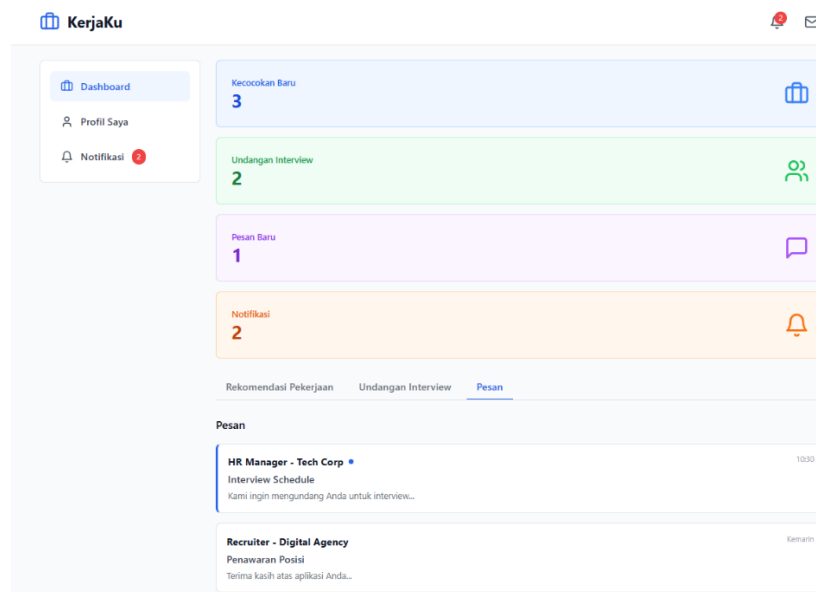 KerjaKu
2
Dashboard
Profil Saya
Notifikasi 2
Kecocokan Baru
3
Undangan Interview
2
Pesan Baru
1
Notifikasi
2
Rekomendasi Pekerjaan Undangan Interview Pesan
Pesan
HR Manager - Tech Corp
10:30
Interview Schedule
Kami ingin mengundang Anda untuk interview...
Recruiter - Digital Agency
Kemarin
Penawaran Posisi
Terima kasih atas aplikasi Anda...